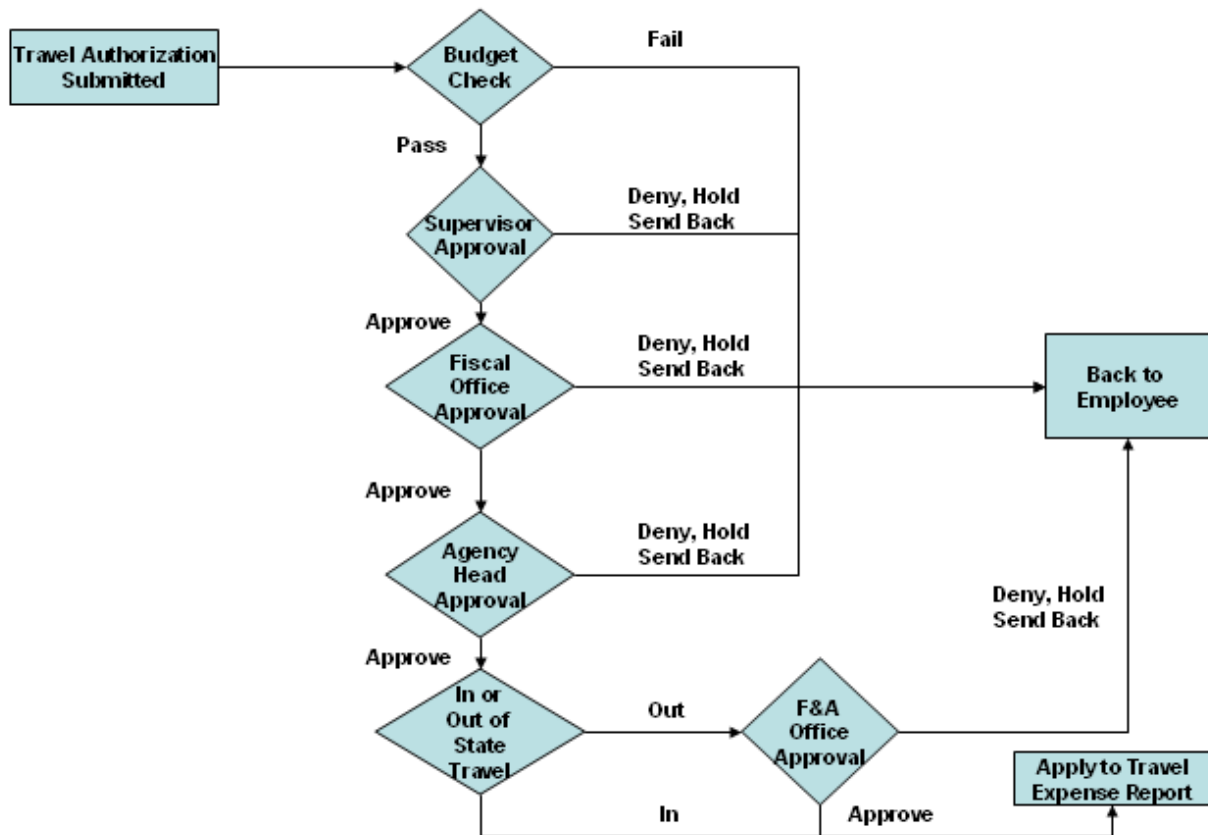 Travel Authorization
Submitted
Budget
Check
Fail
Pass
Supervisor
Approval
Deny, Hold
Send Back
Approve
Fiscal
Office
Approval
Deny, Hold
Send Back
Back to
Employee
Approve
Agency
Head
Approval
Deny, Hold
Send Back
Deny, Hold
Send Back
Approve
In or
Out of
State
Travel
Out
F&A
Office
Approval
Apply to Travel
Expense Report
In
Approve